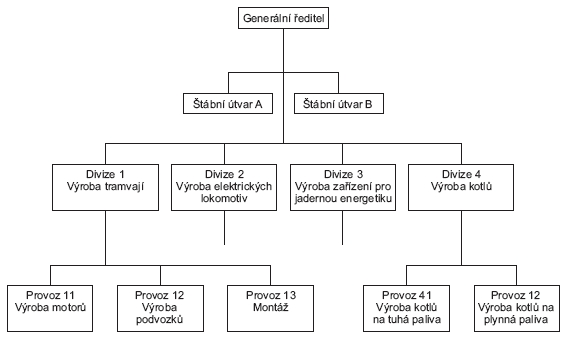 Generální ředitel
Štábní útvar A
Štábní útvar B
Divize 1
Výroba tramvají
Divize 2
Výroba elektrických
lokomotiv
Divize 3
Výroba zařízení pro
jadernou energetiku
Divize 4
Výroba kotlů
Provoz 11
Výroba motorů
Provoz 12
Výroba
podvozků
Provoz 13
Montáž
Provoz 41
Výroba kotlů
na tuhá paliva
Provoz 12
Výroba kotlů na
plynná paliva